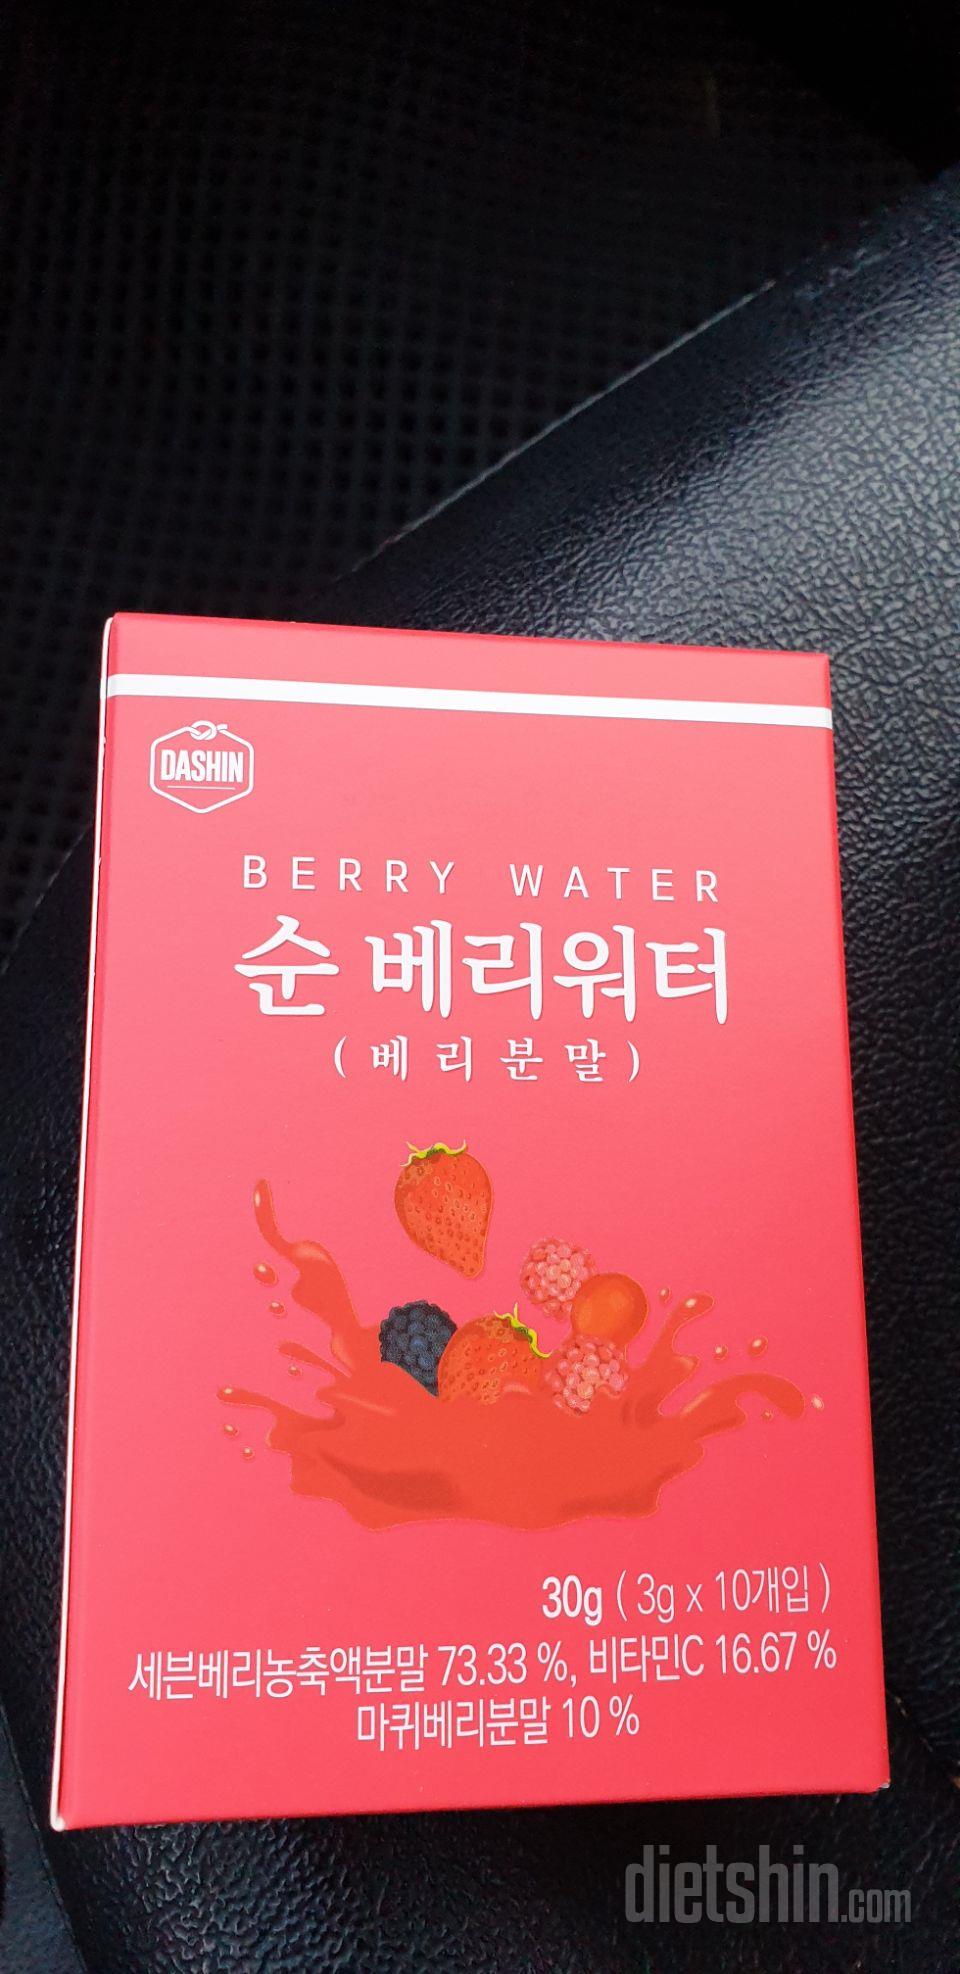 DASHIN
BERRY WATER
순 베리워터
(베리분말)
30g ( 3g x 10개입 )
세븐베리농축액분말 73.33 %, 비타민C 16.67 %
마퀴베리분말 10 %
dietshin.com